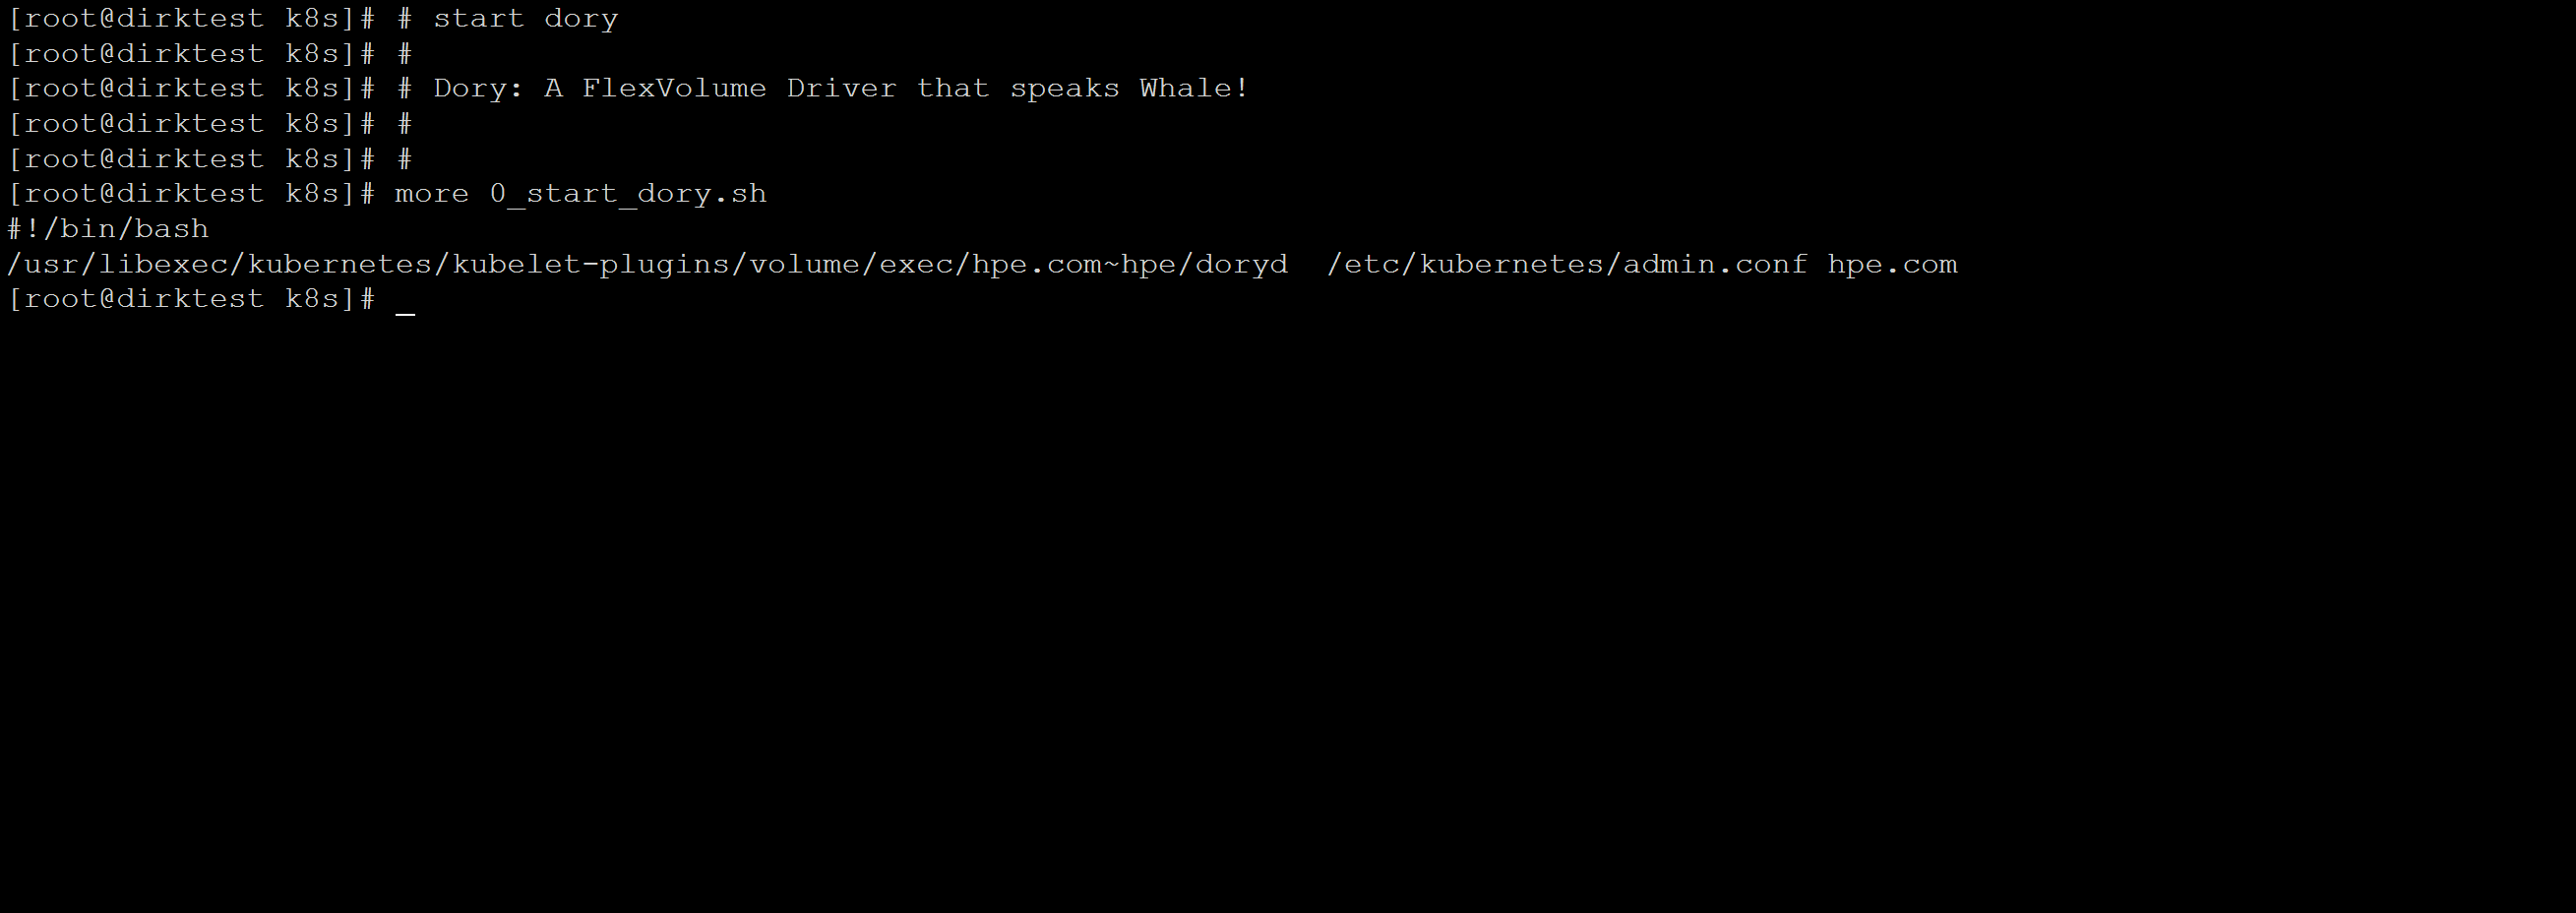 [root@dirktest k8s]# # start dory
[root@dirktest k8s]# #
[root@dirktest k8s]# # Dory: A FlexVolume Driver that speaks Whale!
[root@dirktest k8s]# #
[root@dirktest k8s]# #
[root@dirktest k8s]# more 0_start_dory.sh
#!/bin/bash
/usr/libexec/kubernetes/kubelet-plugins/volume/exec/hpe.com~hpe/doryd  /etc/kubernetes/admin.conf hpe.com
[root@dirktest k8s]# _